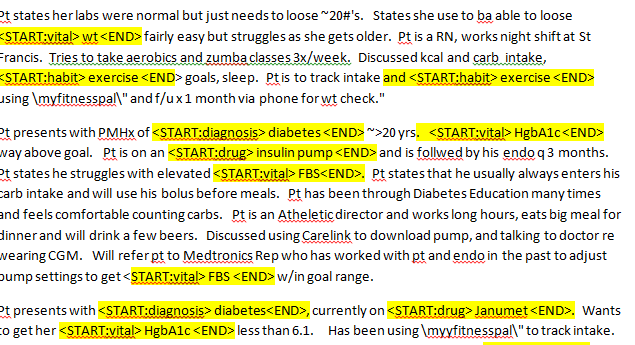 Pt states her labs were normal but just needs to loose ~20#'s.   States she use to ba able to loose
<START:vital> wt <END> fairly easy but struggles as she gets older.  Pt is a RN, works night shift at St
Francis.  Tries to take aerobics and zumba classes 3x/week.  Discussed kcal and carb  intake,
<START:habit> exercise <END> goals, sleep.  Pt is to track intake and <START:habit> exercise <END>
using \myfitnesspal\" and f/u x 1 month via phone for wt check."
Pt presents with PMHx of <START:diagnosis> diabetes <END> ~>20 yrs.   <START:vital> HgbA1c <END>
way above goal.   Pt is on an <START:drug> insulin pump <END> and is follwed by his endo q 3 months.
Pt states he struggles with elevated <START:vital> FBS<END>.  Pt states that he usually always enters his
carb intake and will use his bolus before meals.  Pt has been through Diabetes Education many times
and feels comfortable counting carbs.   Pt is an Atheletic director and works long hours, eats big meal for
dinner and will drink a few beers.   Discussed using Carelink to download pump, and talking to doctor re
wearing CGM.   Will refer pt to Medtronics Rep who has worked with pt and endo in the past to adjust
pump settings to get <START:vital> FBS <END> w/in goal range.
Pt presents with <START:diagnosis> diabetes<END>, currently on <START:drug> Janumet <END>.  Wants
to get her <START:vital> HgbA1c <END> less than 6.1.    Has been using \myyfitnesspal\" to track intake.